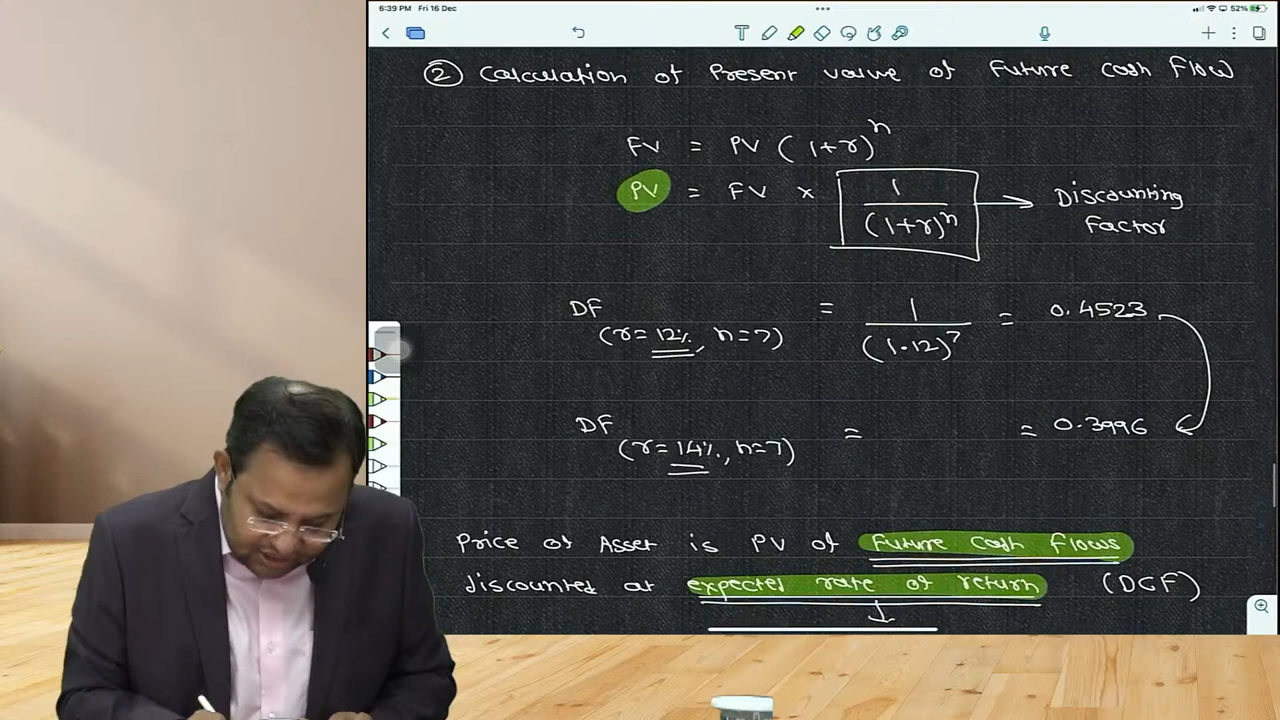 6:39 PM Fri 16 Dec
52%
② Calculation of Present value of Future Cash Flow
FV = PV (1+r)^n
PV = FV × 1/(1+r)^n → Discounting Factor
DF (r=12%, n=7) = 1/(1.12)^7 = 0.4523
DF (r=14%, n=7) = = 0.3996
Price of Asset is PV of Future Cash Flows
discounted at expected rate of return (DCF)